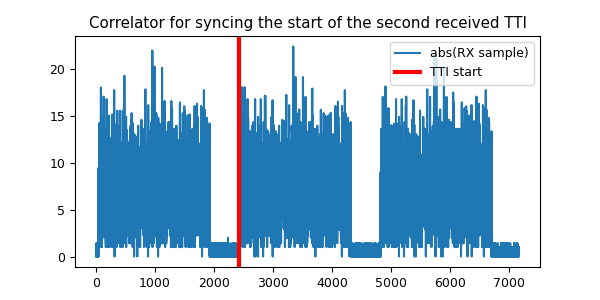 Correlator for syncing the start of the second received TTI
abs(RX sample)
TTI start
20
15
10
5
0
0 1000 2000 3000 4000 5000 6000 7000